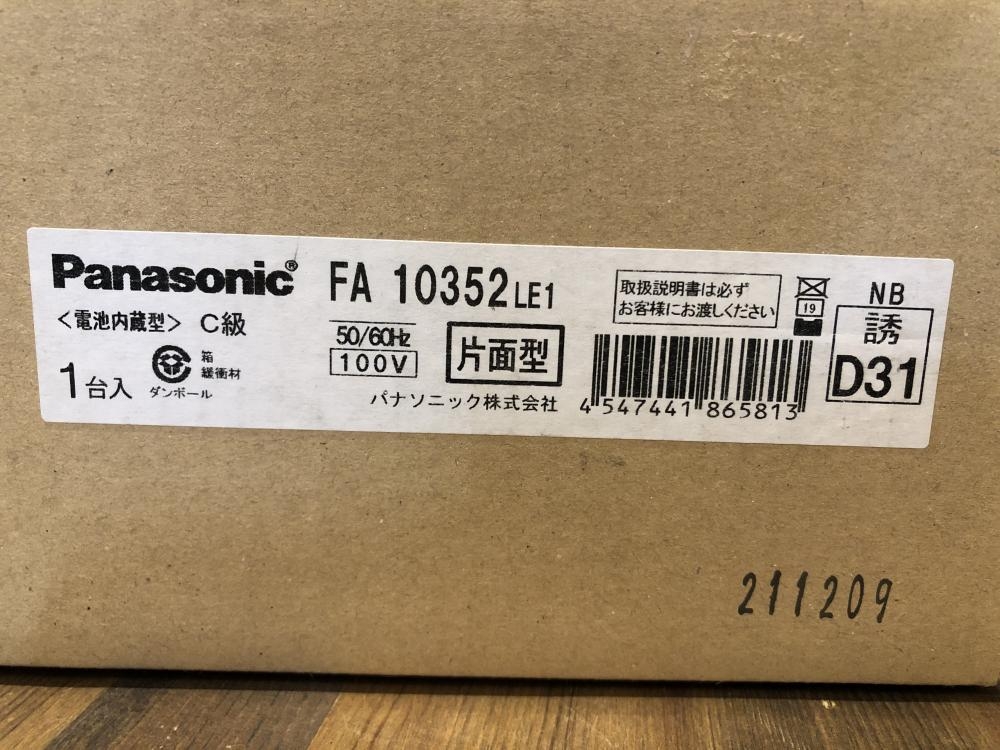 Panasonic® FA 10352 LE1
<電池内蔵型> C級
1台入
箱
緩衝材
ダンボール
50/60Hz
100V
片面型
パナソニック株式会社
取扱説明書は必ず
お客様にお渡しください
19
4 547441 865813
NB
誘
D31
211209